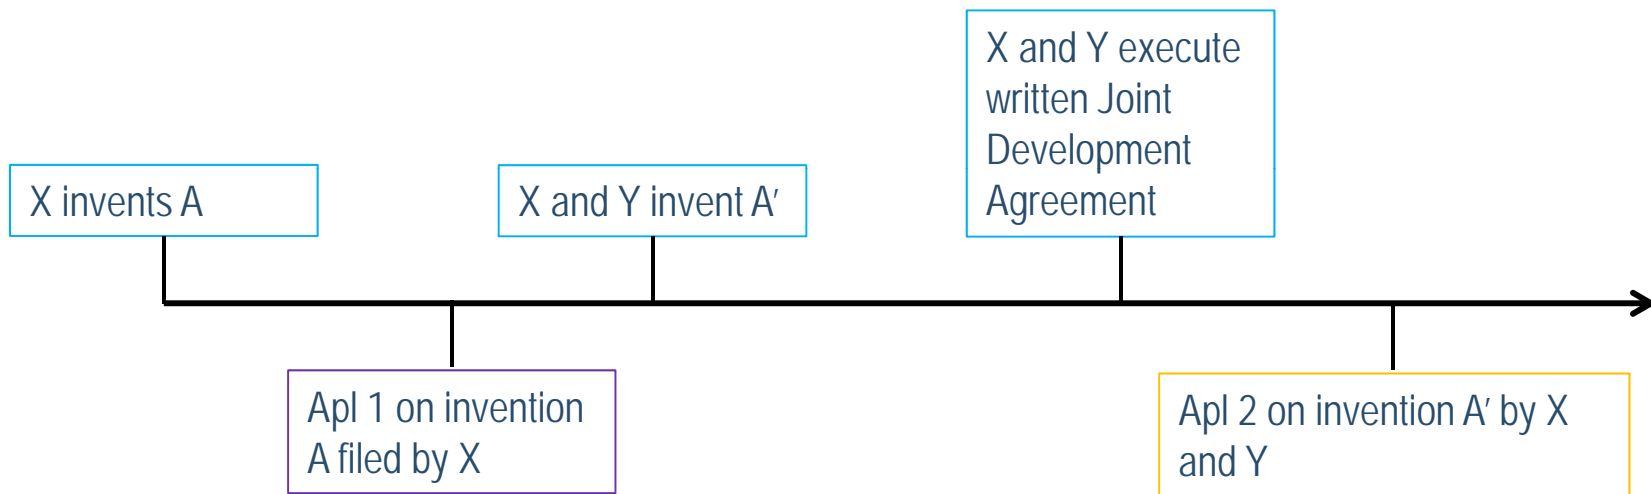 X invents A
X and Y invent A'
X and Y execute
written Joint
Development
Agreement
Apl 1 on invention
A filed by X
Apl 2 on invention A' by X
and Y